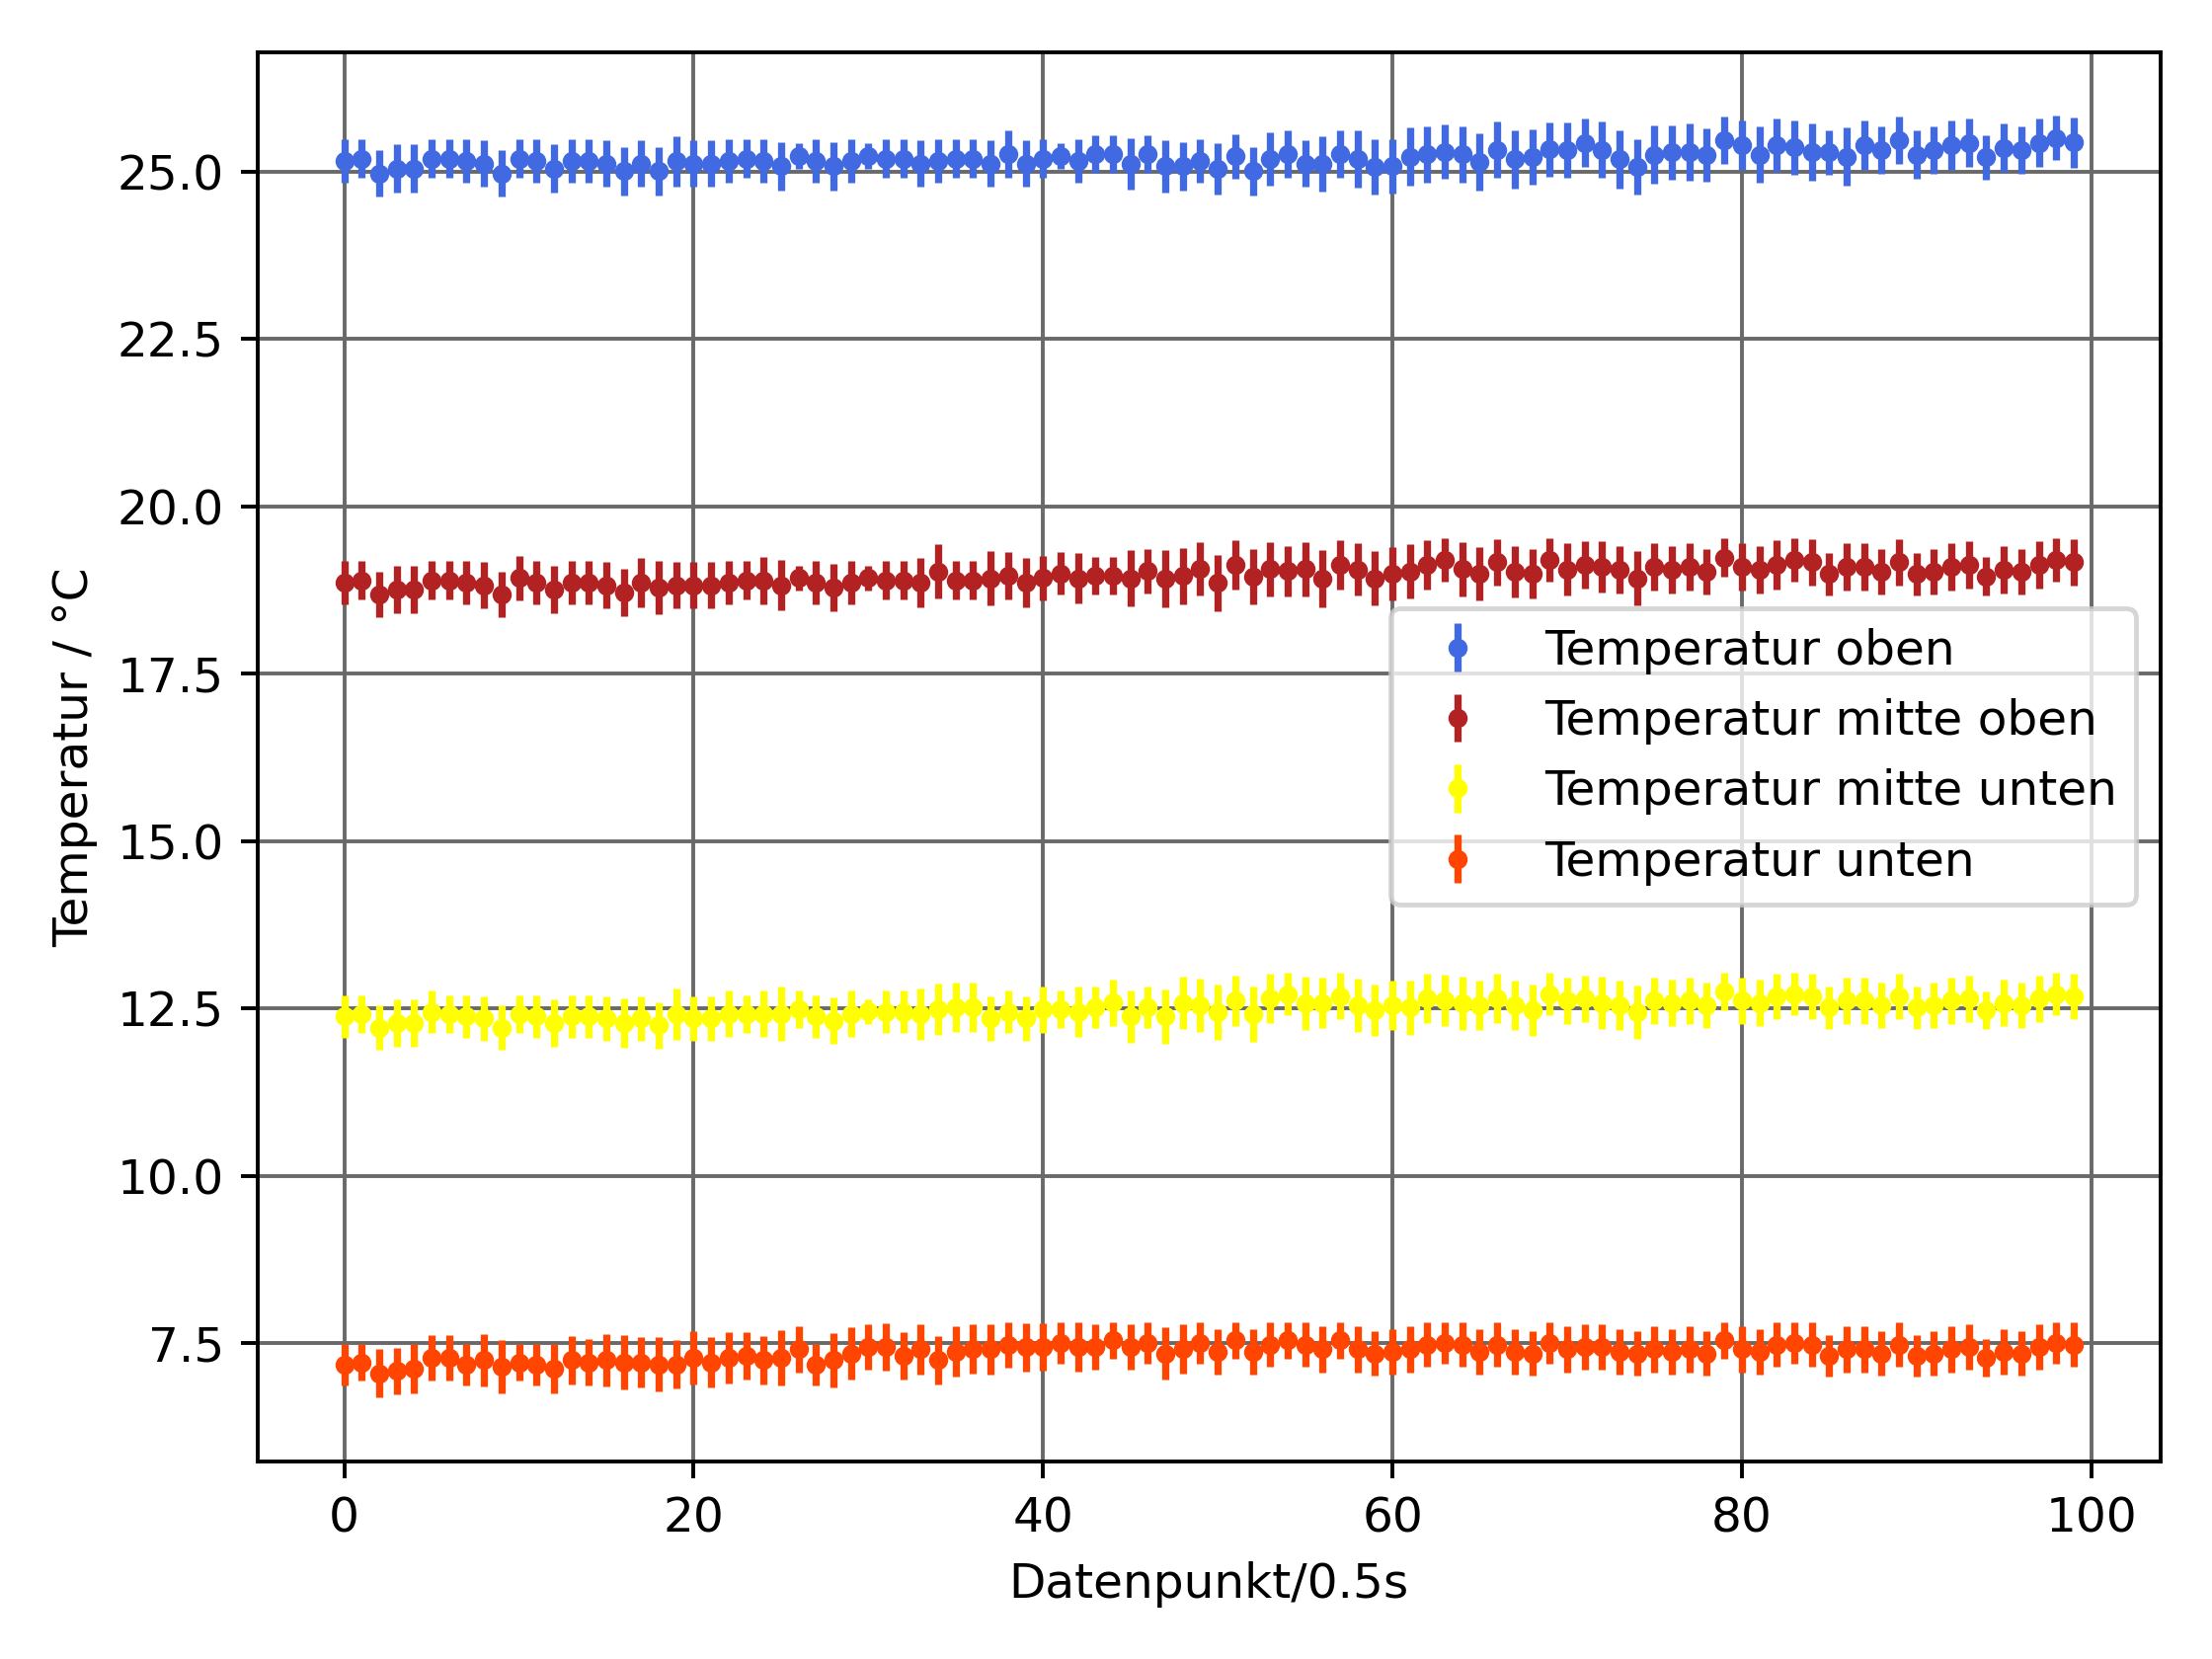 25.0
22.5
20.0
17.5
15.0
12.5
10.0
7.5
Temperatur / °C
Temperatur oben
Temperatur mitte oben
Temperatur mitte unten
Temperatur unten
0 20 40 60 80 100
Datenpunkt/0.5s